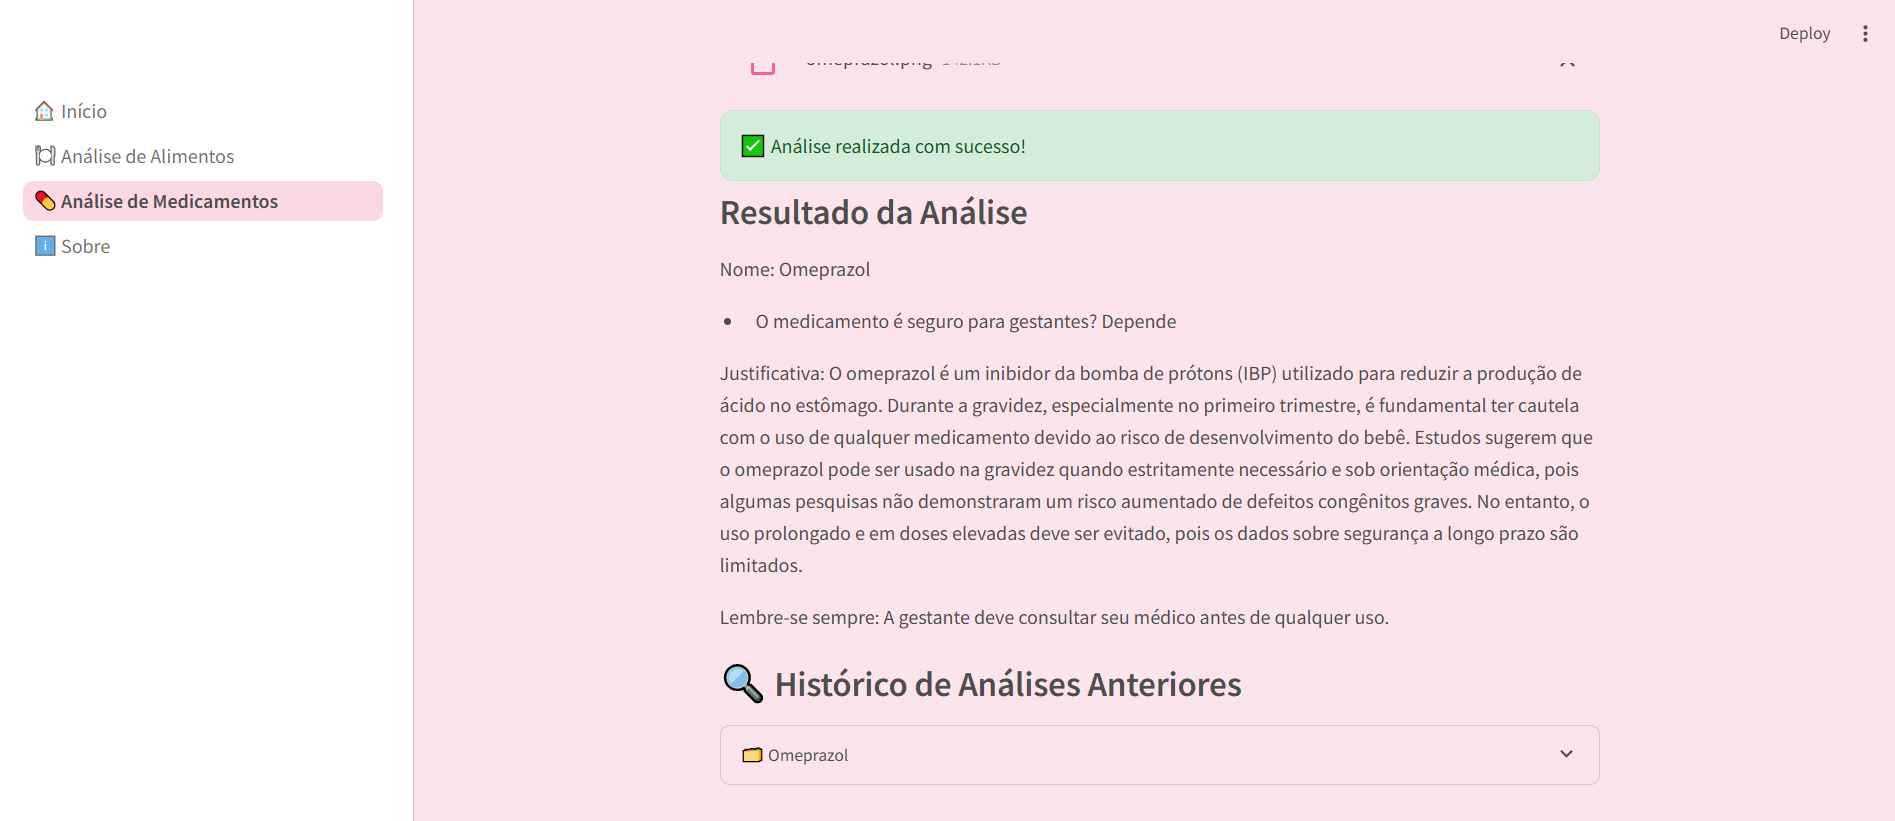 Deploy
Início
Análise de Alimentos
Análise de Medicamentos
Sobre
Análise realizada com sucesso!
Resultado da Análise
Nome: Omeprazol
• O medicamento é seguro para gestantes? Depende
Justificativa: O omeprazol é um inibidor da bomba de prótons (IBP) utilizado para reduzir a produção de
ácido no estômago. Durante a gravidez, especialmente no primeiro trimestre, é fundamental ter cautela
com o uso de qualquer medicamento devido ao risco de desenvolvimento do bebê. Estudos sugerem que
o omeprazol pode ser usado na gravidez quando estritamente necessário e sob orientação médica, pois
algumas pesquisas não demonstraram um risco aumentado de defeitos congênitos graves. No entanto, o
uso prolongado e em doses elevadas deve ser evitado, pois os dados sobre segurança a longo prazo são
limitados.
Lembre-se sempre: A gestante deve consultar seu médico antes de qualquer uso.
Histórico de Análises Anteriores
Omeprazol